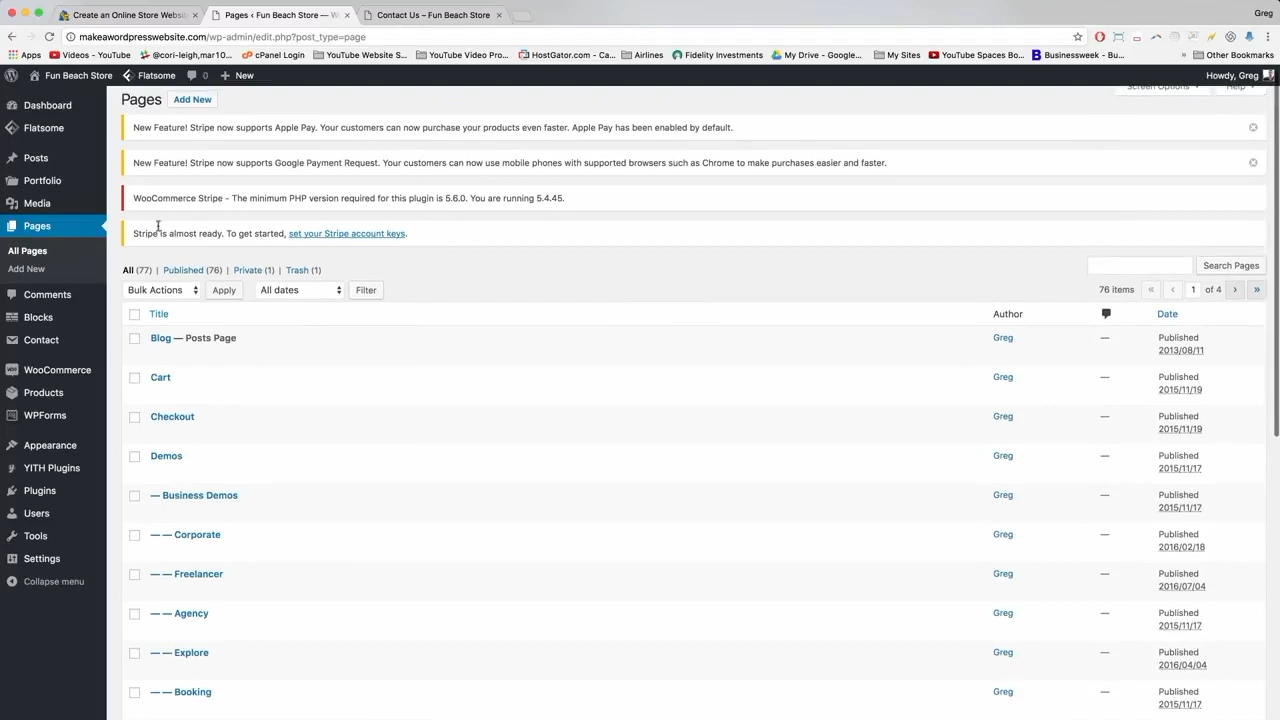 Create an Online Store Websit
Pages ‹ Fun Beach Store — W
Contact Us – Fun Beach Store
Greg
makeawordpresswebsite.com/wp-admin/edit.php?post_type=page
Apps
Videos - YouTube
@cori-leigh,mar10...
cPanel Login
YouTube Website S...
YouTube Video Pro...
HostGator.com - Ca...
Airlines
Fidelity Investments
My Drive - Google...
My Sites
YouTube Spaces Bo...
Businessweek - Bu...
»
Other Bookmarks
Fun Beach Store
Flatsome
0
+ New
Howdy, Greg
Dashboard
Flatsome
Posts
Portfolio
Media
Pages
All Pages
Add New
Comments
Blocks
Contact
WooCommerce
Products
WPForms
Appearance
YITH Plugins
Plugins
Users
Tools
Settings
Collapse menu
Pages Add New
Screen Options
Help
New Feature! Stripe now supports Apple Pay. Your customers can now purchase your products even faster. Apple Pay has been enabled by default.
New Feature! Stripe now supports Google Payment Request. Your customers can now use mobile phones with supported browsers such as Chrome to make purchases easier and faster.
WooCommerce Stripe - The minimum PHP version required for this plugin is 5.6.0. You are running 5.4.45.
Stripe is almost ready. To get started, set your Stripe account keys.
All (77) | Published (76) | Private (1) | Trash (1)
Search Pages
Bulk Actions
Apply
All dates
Filter
76 items « ‹ 1 of 4 › »
Title Author Date
Blog — Posts Page Greg — Published
2013/08/11
Cart Greg — Published
2015/11/19
Checkout Greg — Published
2015/11/19
Demos Greg — Published
2015/11/17
— Business Demos Greg — Published
2015/11/17
— — Corporate Greg — Published
2016/02/18
— — Freelancer Greg — Published
2016/07/04
— — Agency Greg — Published
2015/11/17
— — Explore Greg — Published
2016/04/04
— — Booking Greg — Published
2015/11/17